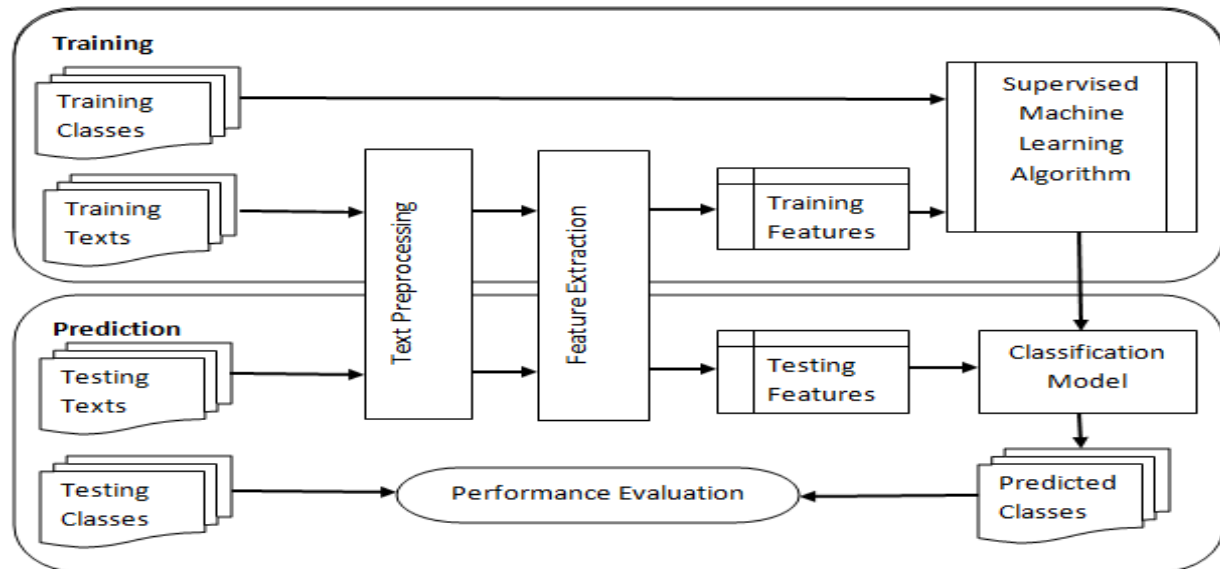 Training
Training
Classes
Supervised
Machine
Learning
Algorithm
Training
Texts
Text Preprocessing
Feature Extraction
Training
Features
Prediction
Testing
Texts
Testing
Features
Classification
Model
Testing
Classes
Performance Evaluation
Predicted
Classes